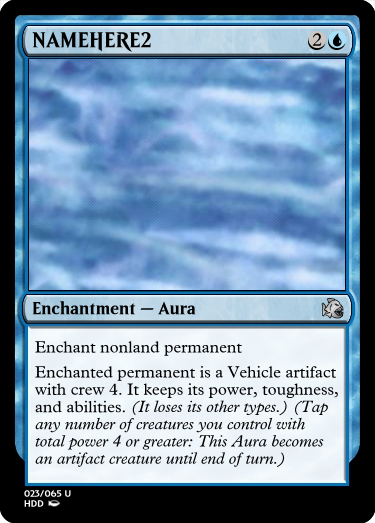 NAMEHERE2 2
Enchantment — Aura
Enchant nonland permanent
Enchanted permanent is a Vehicle artifact
with crew 4. It keeps its power, toughness,
and abilities. (It loses its other types.) (Tap
any number of creatures you control with
total power 4 or greater: This Aura becomes
an artifact creature until end of turn.)
023/065 U
HDD